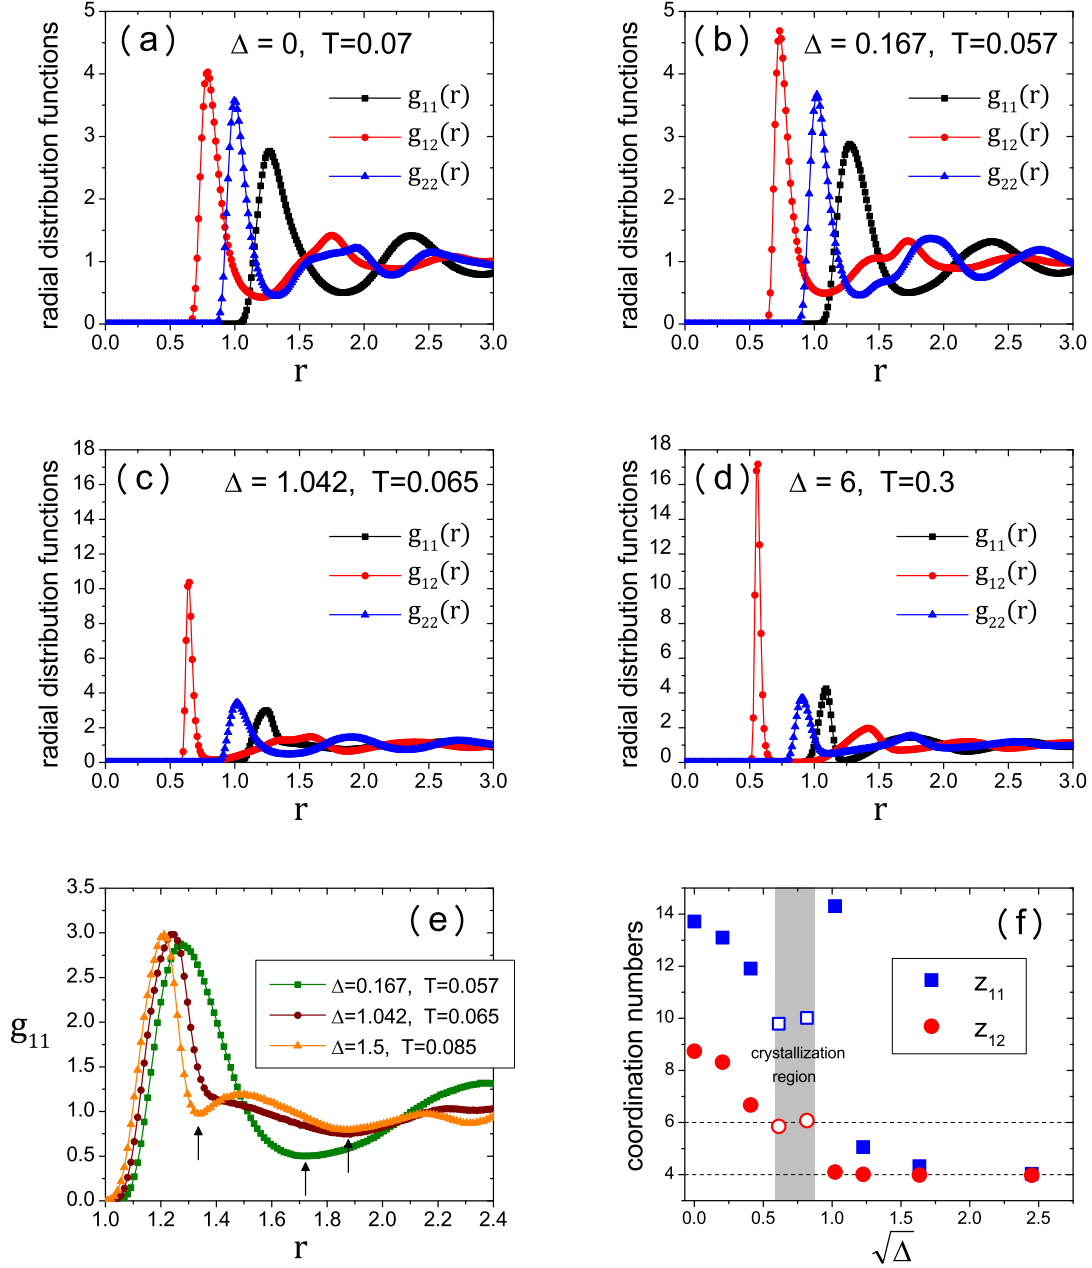 (a) Δ = 0, T=0.07
g11(r)
g12(r)
g22(r)
radial distribution functions
0 1 2 3 4 5
0.0 0.5 1.0 1.5 2.0 2.5 3.0
r
(b) Δ = 0.167, T=0.057
g11(r)
g12(r)
g22(r)
radial distribution functions
0 1 2 3 4 5
0.0 0.5 1.0 1.5 2.0 2.5 3.0
r
(c) Δ = 1.042, T=0.065
g11(r)
g12(r)
g22(r)
radial distribution functions
0 2 4 6 8 10 12 14 16 18
0.0 0.5 1.0 1.5 2.0 2.5 3.0
r
(d) Δ = 6, T=0.3
g11(r)
g12(r)
g22(r)
radial distribution functions
0 2 4 6 8 10 12 14 16 18
0.0 0.5 1.0 1.5 2.0 2.5 3.0
r
(e)
Δ=0.167, T=0.057
Δ=1.042, T=0.065
Δ=1.5, T=0.085
g11
0.0 0.5 1.0 1.5 2.0 2.5 3.0 3.5
1.0 1.2 1.4 1.6 1.8 2.0 2.2 2.4
r
(f)
z11
z12
crystallization
region
coordination numbers
4 6 8 10 12 14
0.0 0.5 1.0 1.5 2.0 2.5
√Δ